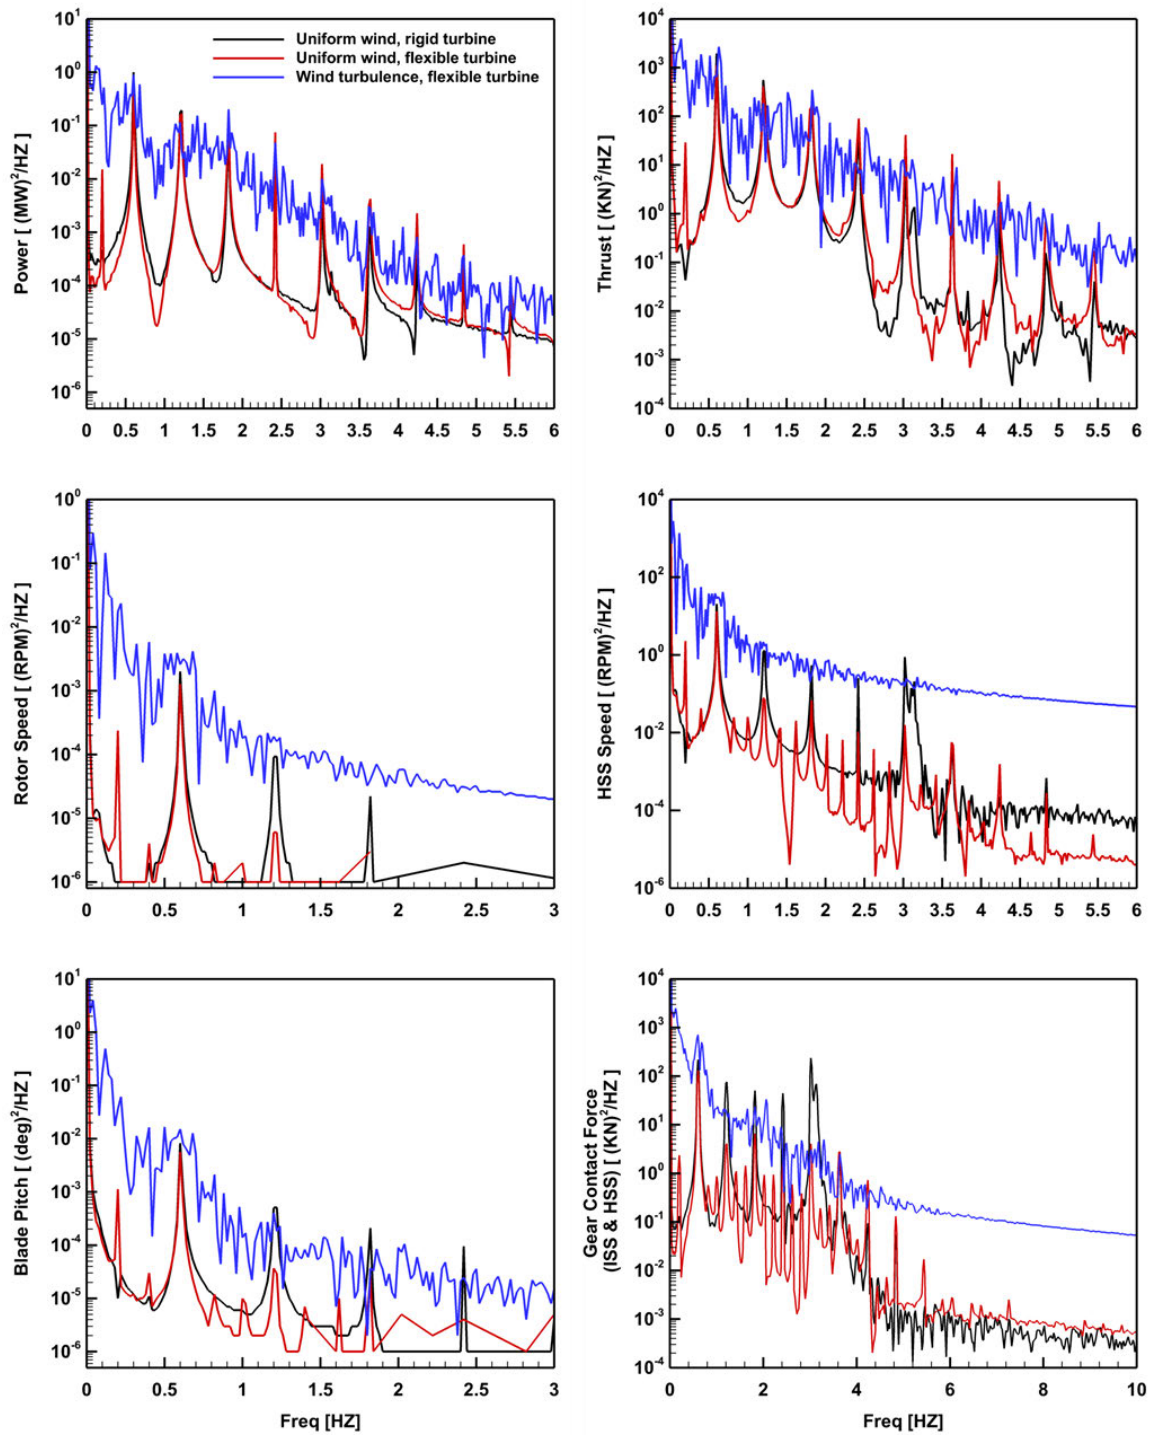 Uniform wind, rigid turbine
Uniform wind, flexible turbine
Wind turbulence, flexible turbine
Power [ (MW)²/HZ ]
10¹
10⁰
10⁻¹
10⁻²
10⁻³
10⁻⁴
10⁻⁵
10⁻⁶
0 0.5 1 1.5 2 2.5 3 3.5 4 4.5 5 5.5 6
Thrust [ (KN)²/HZ ]
10⁴
10³
10²
10¹
10⁰
10⁻¹
10⁻²
10⁻³
10⁻⁴
0 0.5 1 1.5 2 2.5 3 3.5 4 4.5 5 5.5 6
Rotor Speed [ (RPM)²/HZ ]
10⁰
10⁻¹
10⁻²
10⁻³
10⁻⁴
10⁻⁵
10⁻⁶
0 0.5 1 1.5 2 2.5 3
HSS Speed [ (RPM)²/HZ ]
10⁴
10²
10⁰
10⁻²
10⁻⁴
10⁻⁶
0 0.5 1 1.5 2 2.5 3 3.5 4 4.5 5 5.5 6
Blade Pitch [ (deg)²/HZ ]
10¹
10⁰
10⁻¹
10⁻²
10⁻³
10⁻⁴
10⁻⁵
10⁻⁶
0 0.5 1 1.5 2 2.5 3
Freq [HZ]
Gear Contact Force
(ISS & HSS) [ (KN)²/HZ ]
10⁴
10³
10²
10¹
10⁰
10⁻¹
10⁻²
10⁻³
10⁻⁴
0 2 4 6 8 10
Freq [HZ]